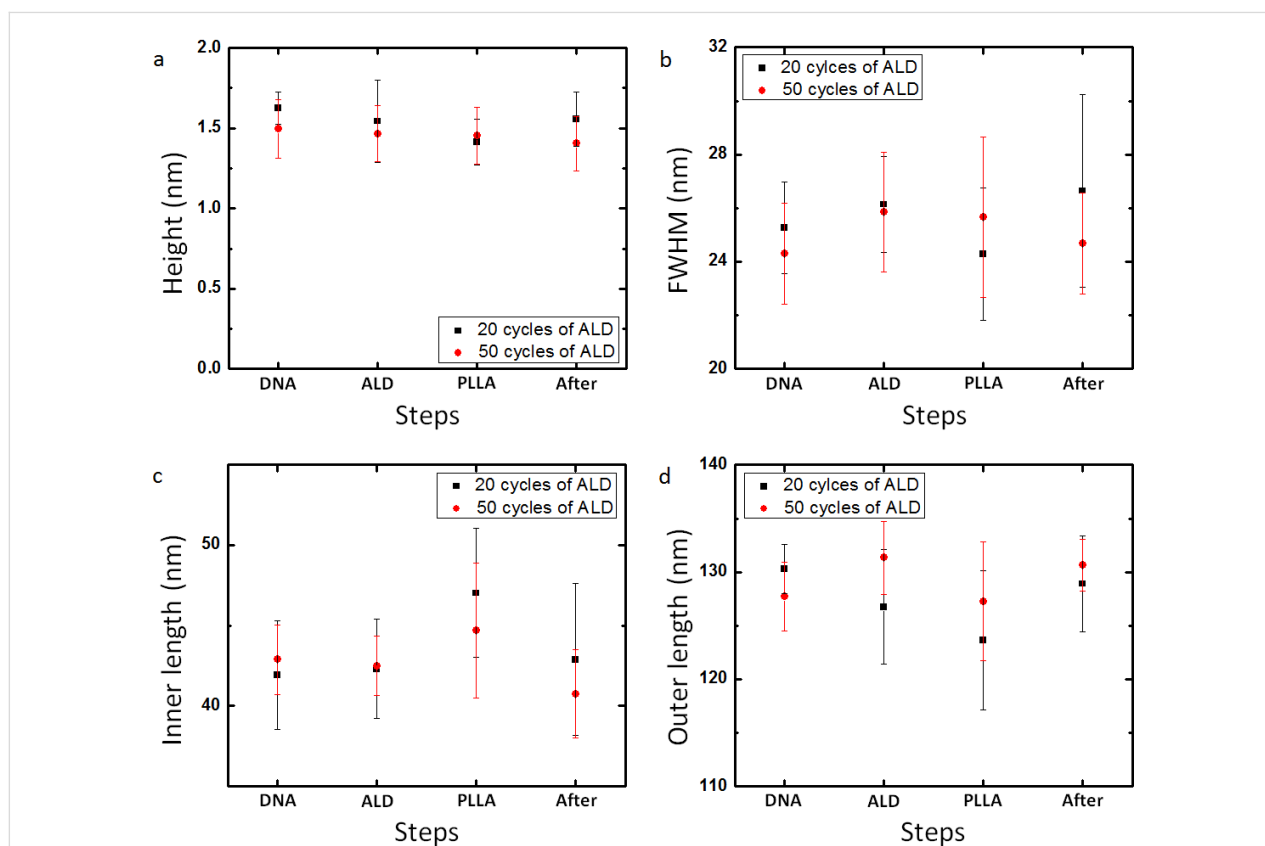 a
2.0
1.5
1.0
0.5
0.0
Height (nm)
20 cycles of ALD
50 cycles of ALD
DNA ALD PLLA After
Steps
b
32
28
24
20
FWHM (nm)
20 cylces of ALD
50 cycles of ALD
DNA ALD PLLA After
Steps
c
50
40
Inner length (nm)
20 cycles of ALD
50 cycles of ALD
DNA ALD PLLA After
Steps
d
140
130
120
110
Outer length (nm)
20 cylces of ALD
50 cycles of ALD
DNA ALD PLLA After
Steps